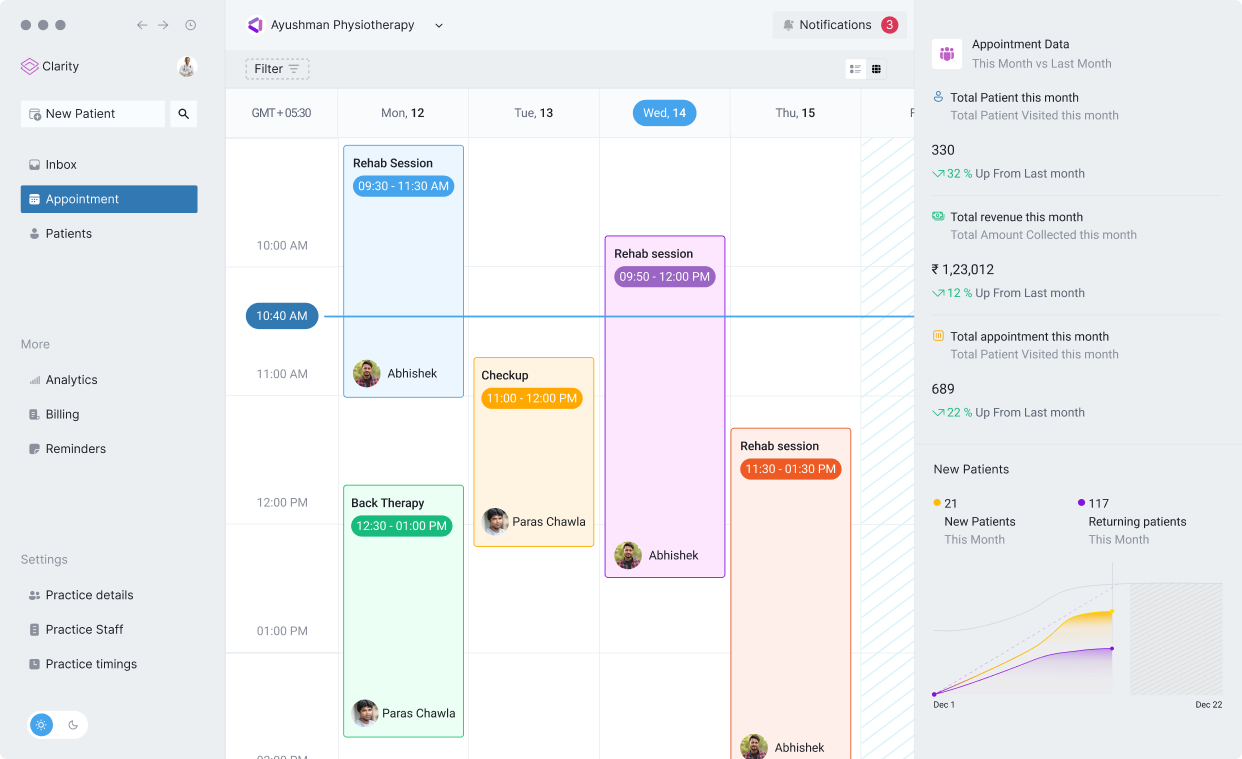 Clarity
New Patient
Inbox
Appointment
Patients
More
Analytics
Billing
Reminders
Settings
Practice details
Practice Staff
Practice timings
Ayushman Physiotherapy
Notifications 3
Filter
GMT+05:30 Mon, 12 Tue, 13 Wed, 14 Thu, 15 F
10:00 AM
10:40 AM
11:00 AM
12:00 PM
01:00 PM
Rehab Session
09:30 - 11:30 AM
Abhishek
Back Therapy
12:30 - 01:00 PM
Paras Chawla
Checkup
11:00 - 12:00 PM
Paras Chawla
Rehab session
09:50 - 12:00 PM
Abhishek
Rehab session
11:30 - 01:30 PM
Abhishek
Appointment Data
This Month vs Last Month
Total Patient this month
Total Patient Visited this month
330
32 % Up From Last month
Total revenue this month
Total Amount Collected this month
₹ 1,23,012
12 % Up From Last month
Total appointment this month
Total Patient Visited this month
689
22 % Up From Last month
New Patients
21
New Patients
This Month
117
Returning patients
This Month
Dec 1 Dec 22